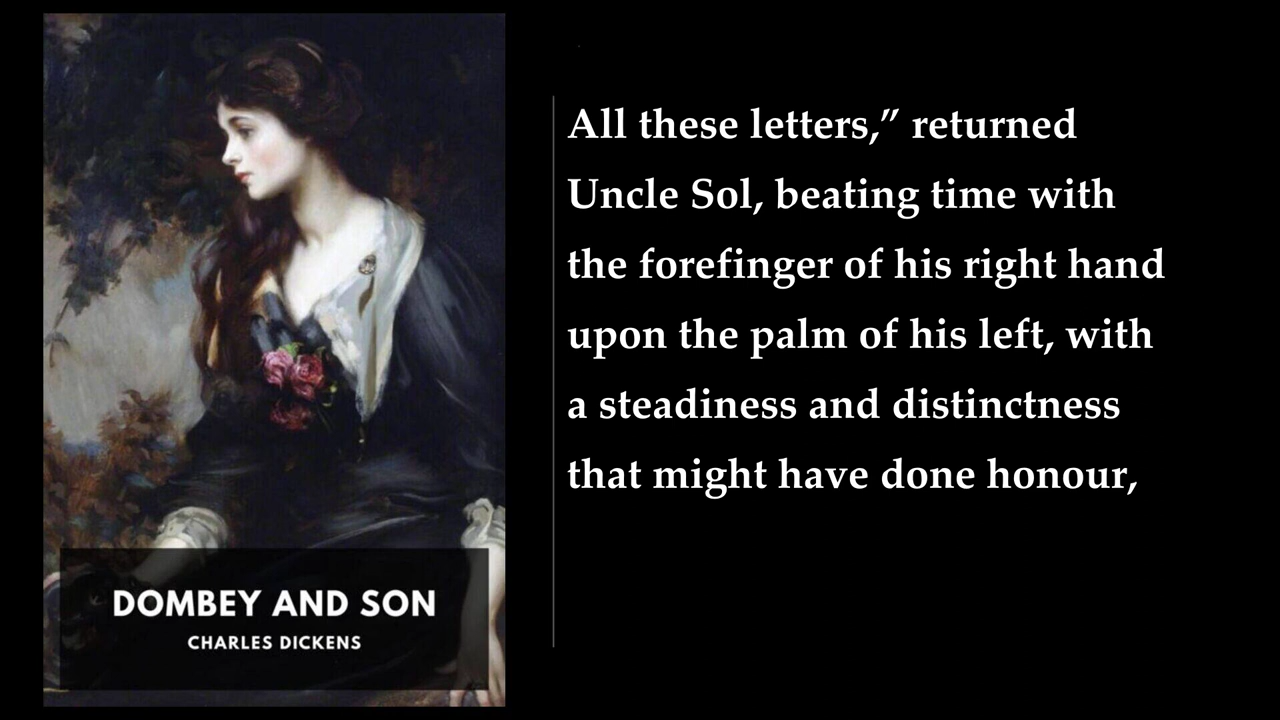 All these letters,” returned
Uncle Sol, beating time with
the forefinger of his right hand
upon the palm of his left, with
a steadiness and distinctness
that might have done honour,
DOMBEY AND SON
CHARLES DICKENS